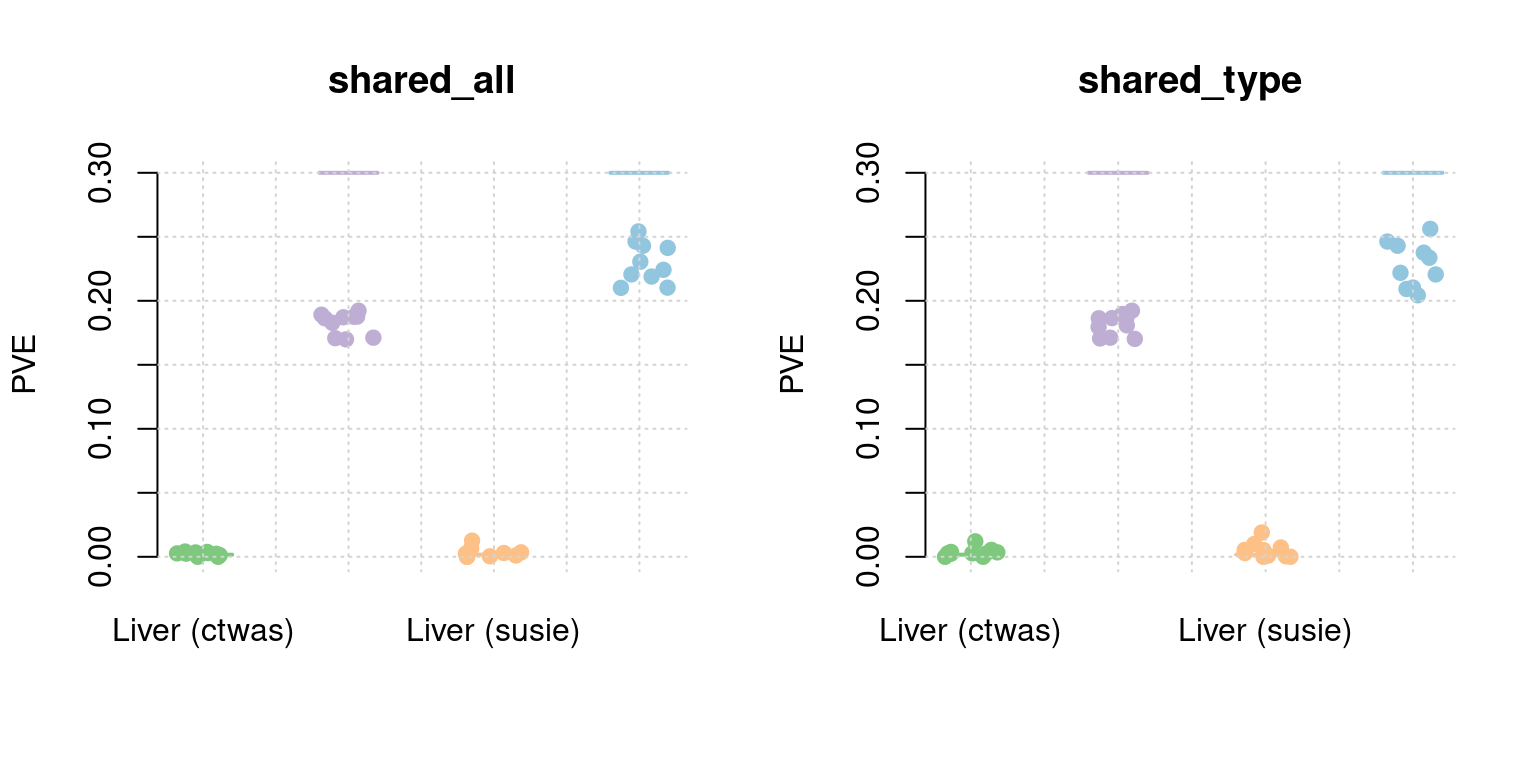 shared_all
PVE
0.30
0.20
0.10
0.00
Liver (ctwas)
Liver (susie)
shared_type
PVE
0.30
0.20
0.10
0.00
Liver (ctwas)
Liver (susie)